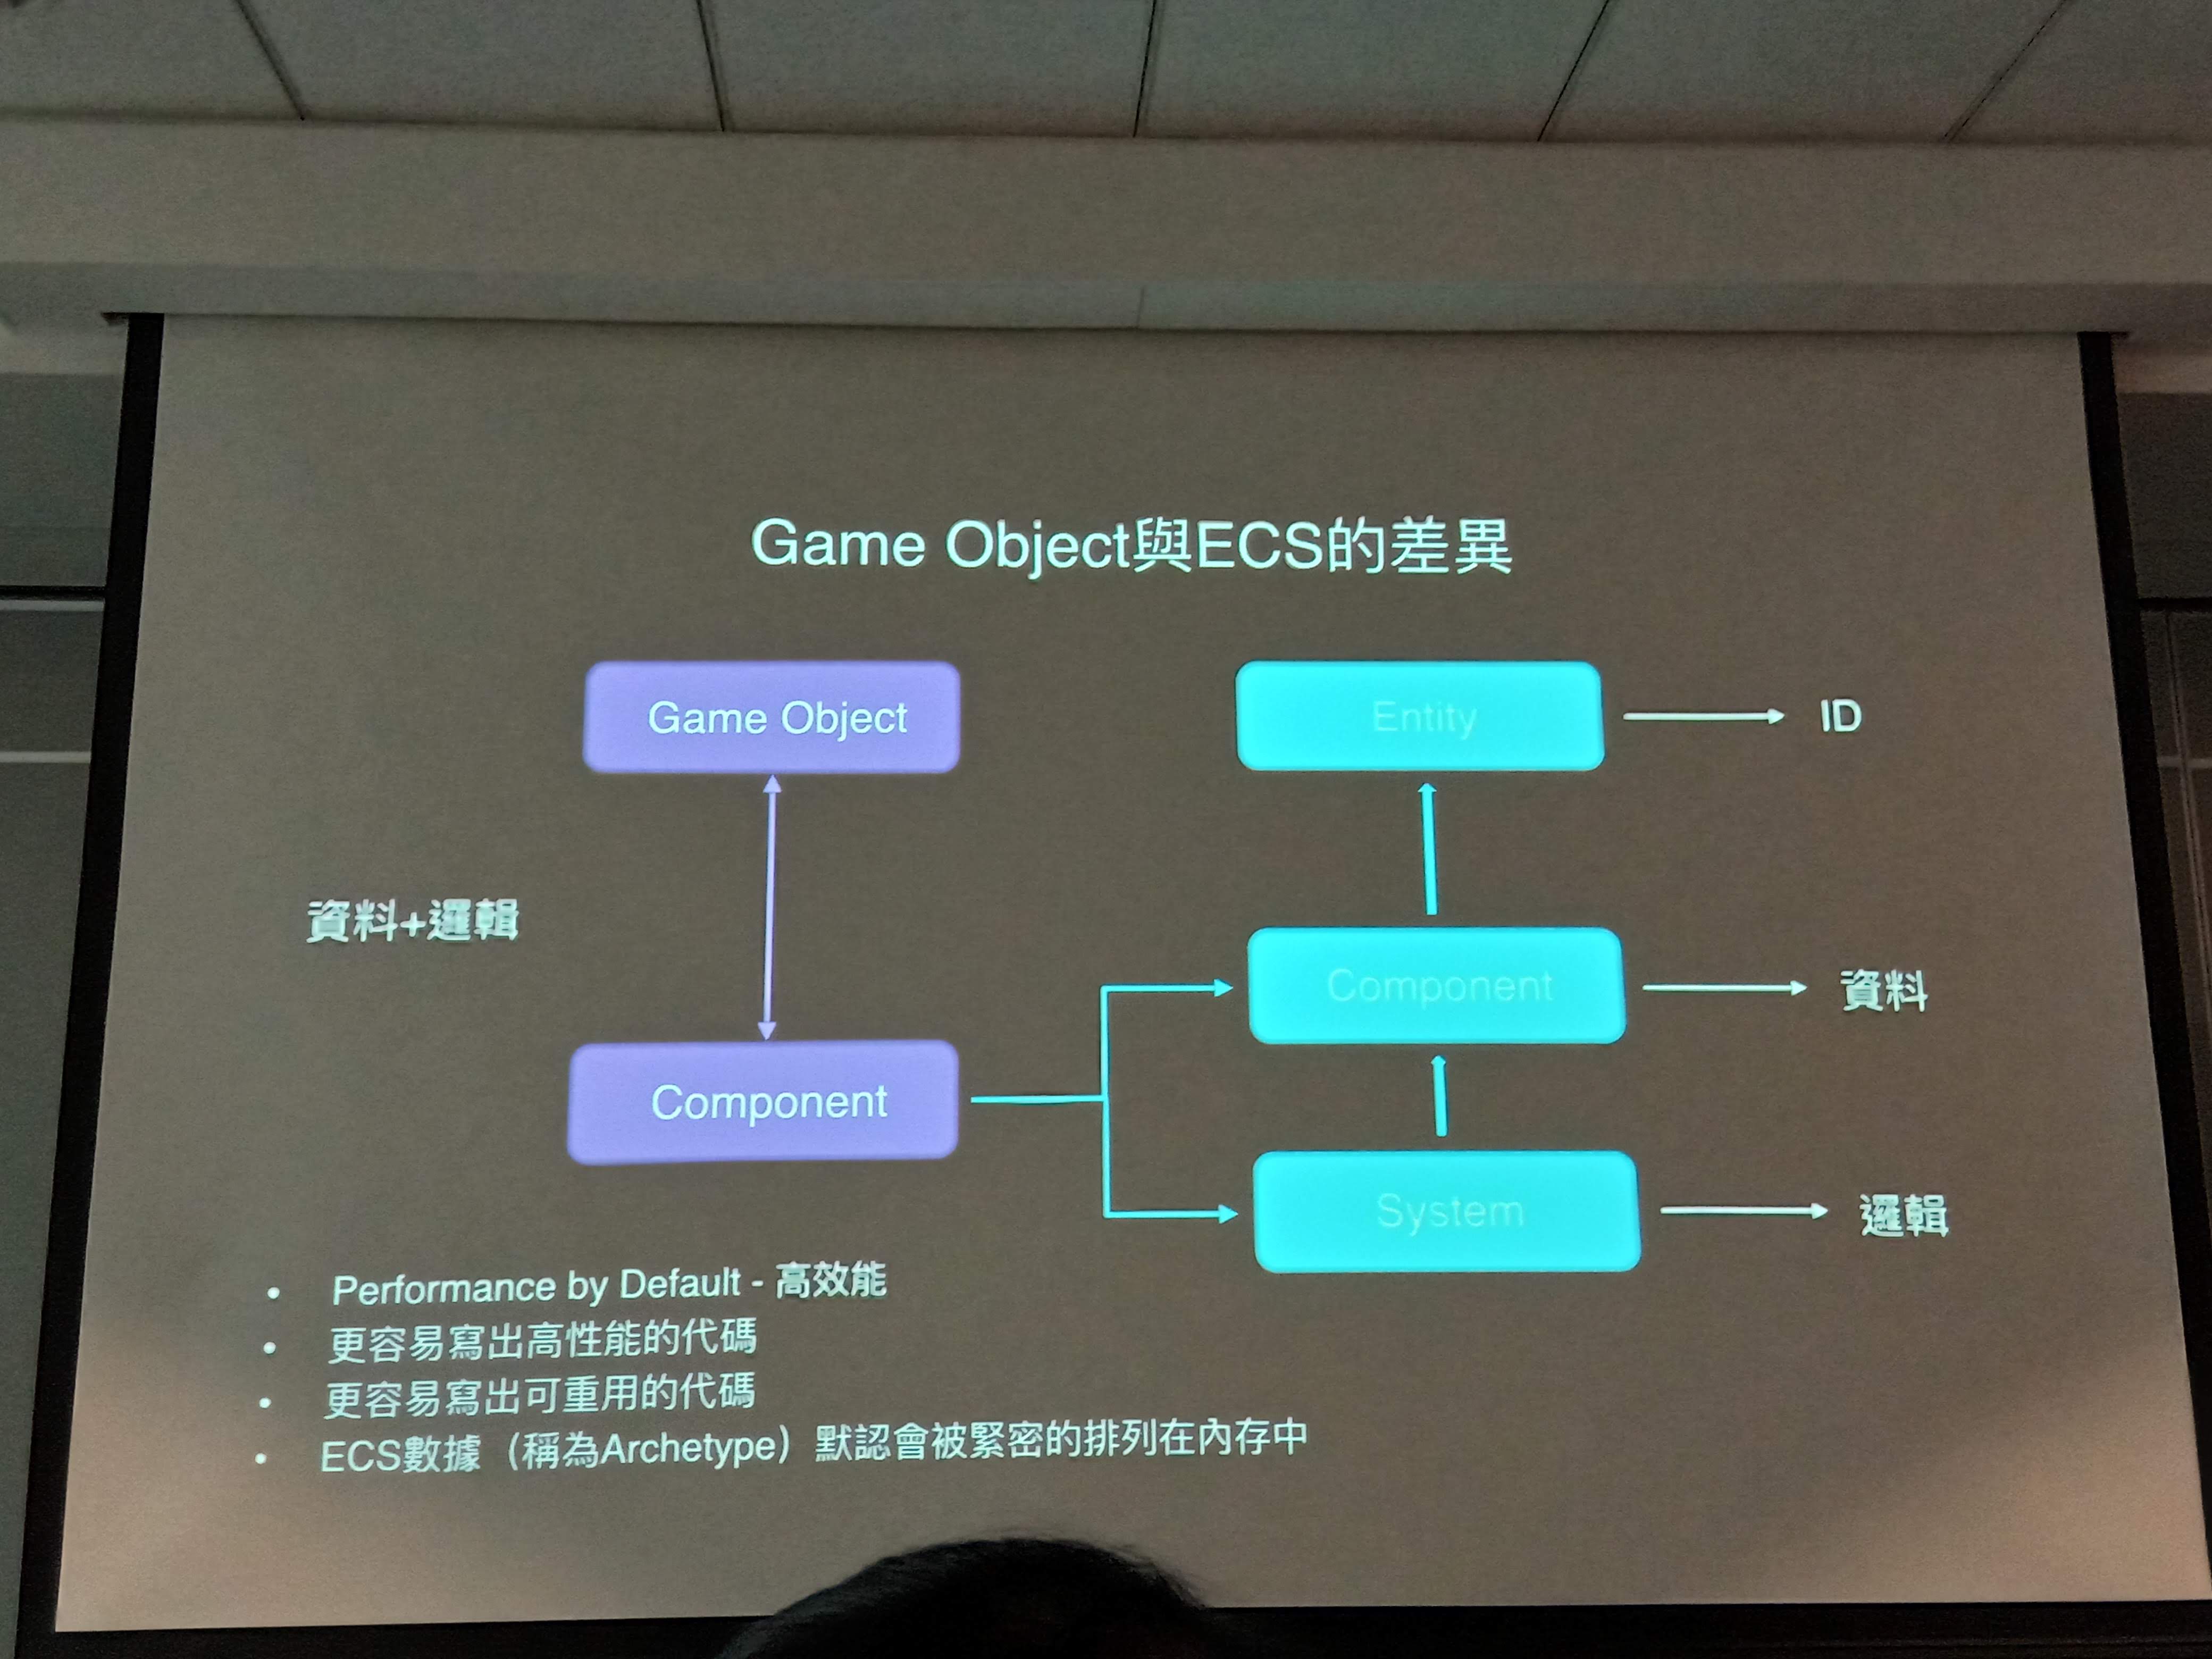 Game Object與ECS的差異
Game Object
Entity
ID
資料+邏輯
Component
資料
Component
System
邏輯
• Performance by Default - 高效能
• 更容易寫出高性能的代碼
• 更容易寫出可重用的代碼
• ECS數據（稱為Archetype）默認會被緊密的排列在內存中